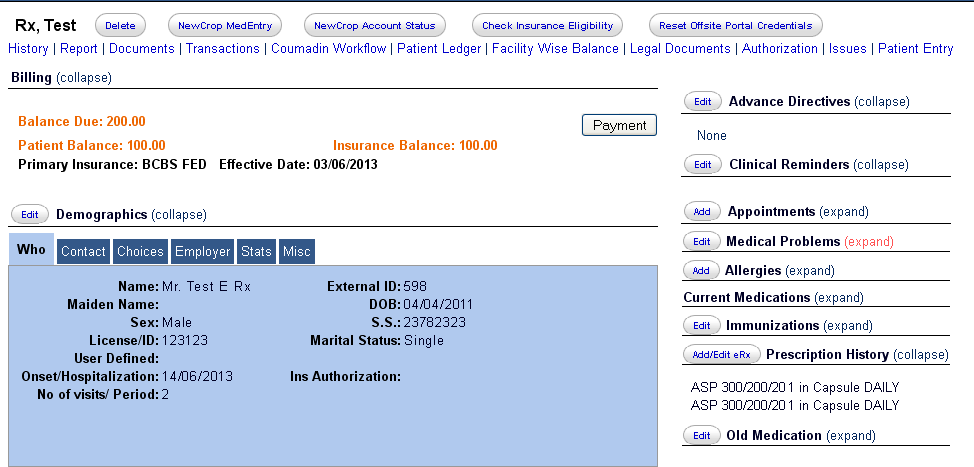 Rx, Test Delete NewCrop MedEntry NewCrop Account Status Check Insurance Eligibility Reset Offsite Portal Credentials
History | Report | Documents | Transactions | Coumadin Workflow | Patient Ledger | Facility Wise Balance | Legal Documents | Authorization | Issues | Patient Entry
Billing (collapse)
Balance Due: 200.00
Payment
Patient Balance: 100.00 Insurance Balance: 100.00
Primary Insurance: BCBS FED Effective Date: 03/06/2013
Edit Demographics (collapse)
Who Contact Choices Employer Stats Misc
Name: Mr. Test E Rx External ID: 598
Maiden Name: DOB: 04/04/2011
Sex: Male S.S.: 23782323
License/ID: 123123 Marital Status: Single
User Defined:
Onset/Hospitalization: 14/06/2013 Ins Authorization:
No of visits/ Period: 2
Edit Advance Directives (collapse)
None
Edit Clinical Reminders (collapse)
Add Appointments (expand)
Edit Medical Problems (expand)
Add Allergies (expand)
Current Medications (expand)
Edit Immunizations (expand)
Add/Edit eRx Prescription History (collapse)
ASP 300/200/201 in Capsule DAILY
ASP 300/200/201 in Capsule DAILY
Edit Old Medication (expand)